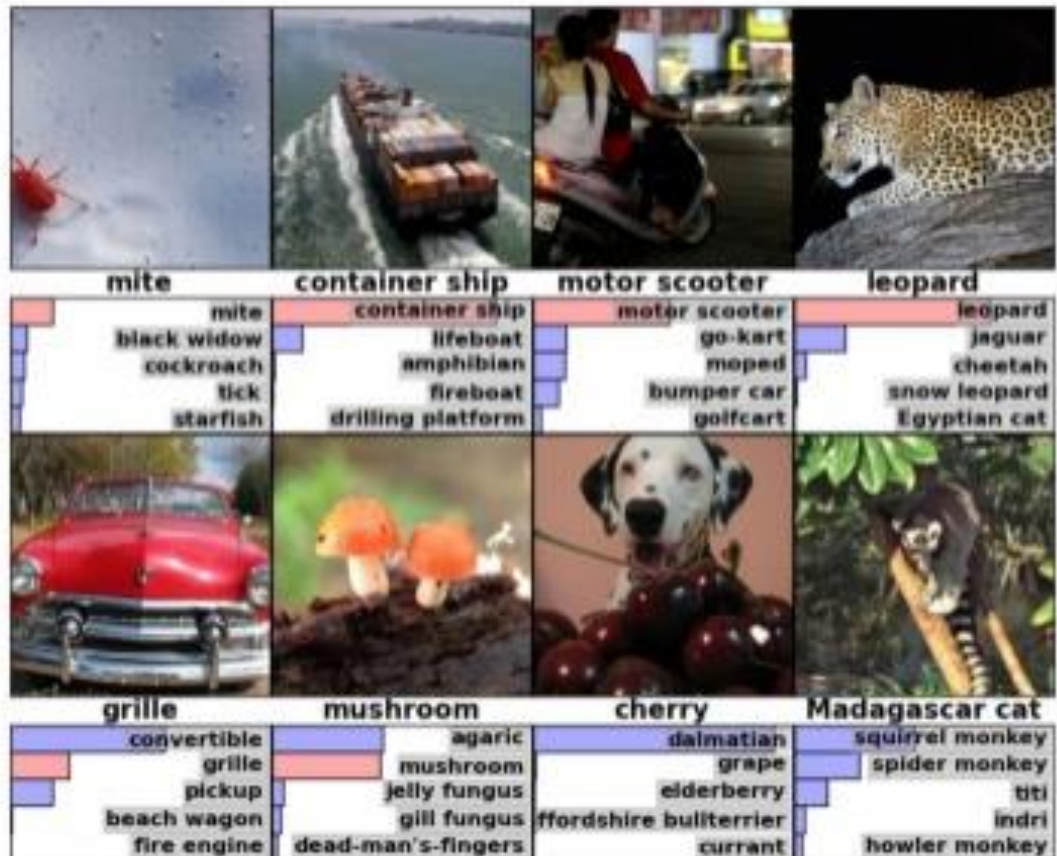 mite
container ship
motor scooter
leopard
mite
black widow
cockroach
tick
starfish
container ship
lifeboat
amphibian
fireboat
drilling platform
motor scooter
go-kart
moped
bumper car
golfcart
leopard
jaguar
cheetah
snow leopard
Egyptian cat
grille
mushroom
cherry
Madagascar cat
convertible
grille
pickup
beach wagon
fire engine
agaric
mushroom
jelly fungus
gill fungus
dead-man's-fingers
dalmatian
grape
elderberry
ffordshire bullterrier
currant
squirrel monkey
spider monkey
titi
indri
howler monkey